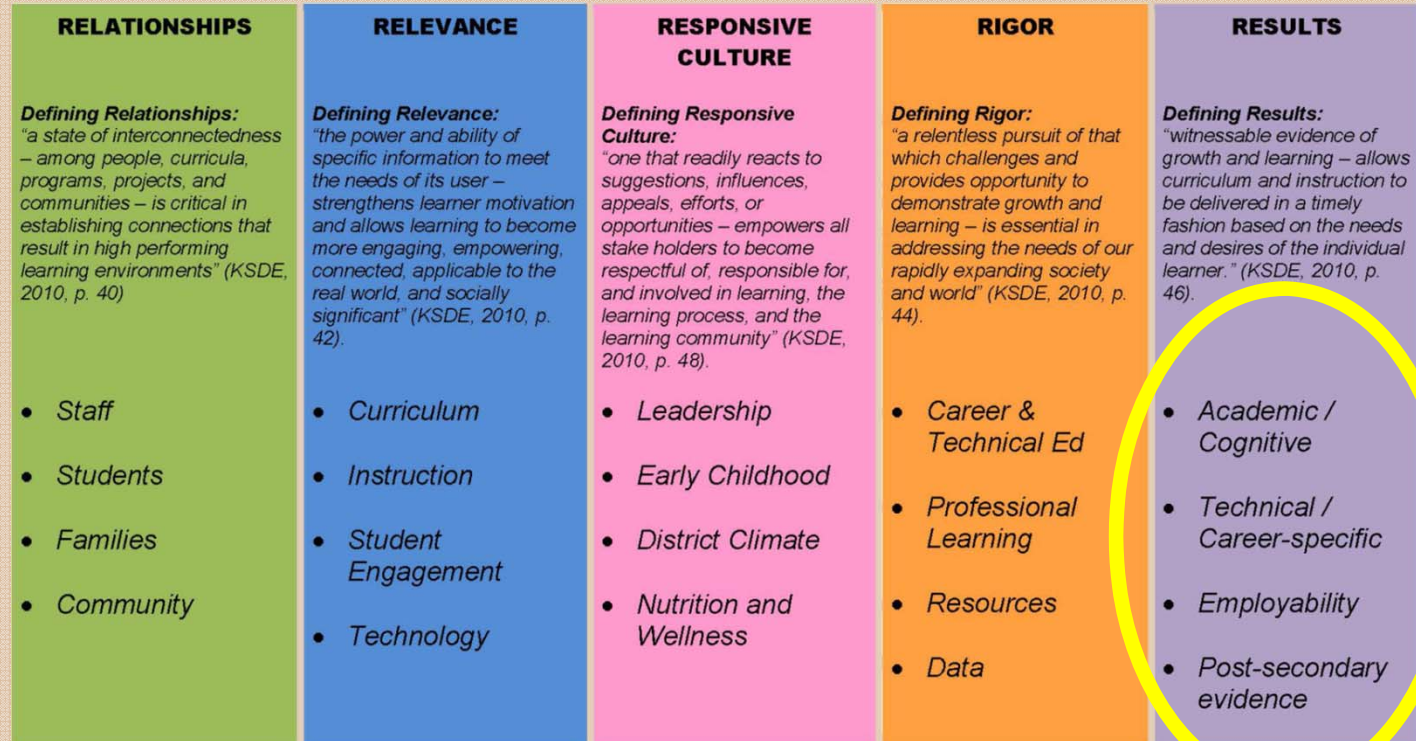 RELATIONSHIPS
Defining Relationships:
“a state of interconnectedness
– among people, curricula,
programs, projects, and
communities – is critical in
establishing connections that
result in high performing
learning environments” (KSDE,
2010, p. 40)
• Staff
• Students
• Families
• Community
RELEVANCE
Defining Relevance:
“the power and ability of
specific information to meet
the needs of its user –
strengthens learner motivation
and allows learning to become
more engaging, empowering,
connected, applicable to the
real world, and socially
significant” (KSDE, 2010, p.
42).
• Curriculum
• Instruction
• Student
Engagement
• Technology
RESPONSIVE
CULTURE
Defining Responsive
Culture:
“one that readily reacts to
suggestions, influences,
appeals, efforts, or
opportunities – empowers all
stake holders to become
respectful of, responsible for,
and involved in learning, the
learning process, and the
learning community” (KSDE,
2010, p. 48).
• Leadership
• Early Childhood
• District Climate
• Nutrition and
Wellness
RIGOR
Defining Rigor:
“a relentless pursuit of that
which challenges and
provides opportunity to
demonstrate growth and
learning – is essential in
addressing the needs of our
rapidly expanding society
and world” (KSDE, 2010, p.
44).
• Career &
Technical Ed
• Professional
Learning
• Resources
• Data
RESULTS
Defining Results:
“witnessable evidence of
growth and learning – allows
curriculum and instruction to
be delivered in a timely
fashion based on the needs
and desires of the individual
learner.” (KSDE, 2010, p.
46).
• Academic /
Cognitive
• Technical /
Career-specific
• Employability
• Post-secondary
evidence